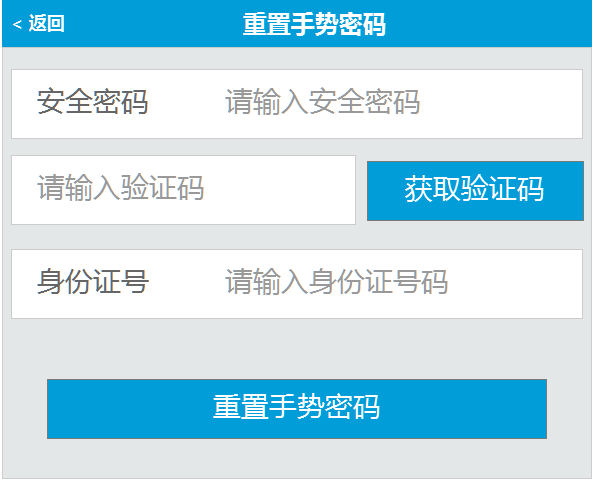 < 返回 重置手势密码
安全密码 请输入安全密码
请输入验证码 获取验证码
身份证号 请输入身份证号码
重置手势密码